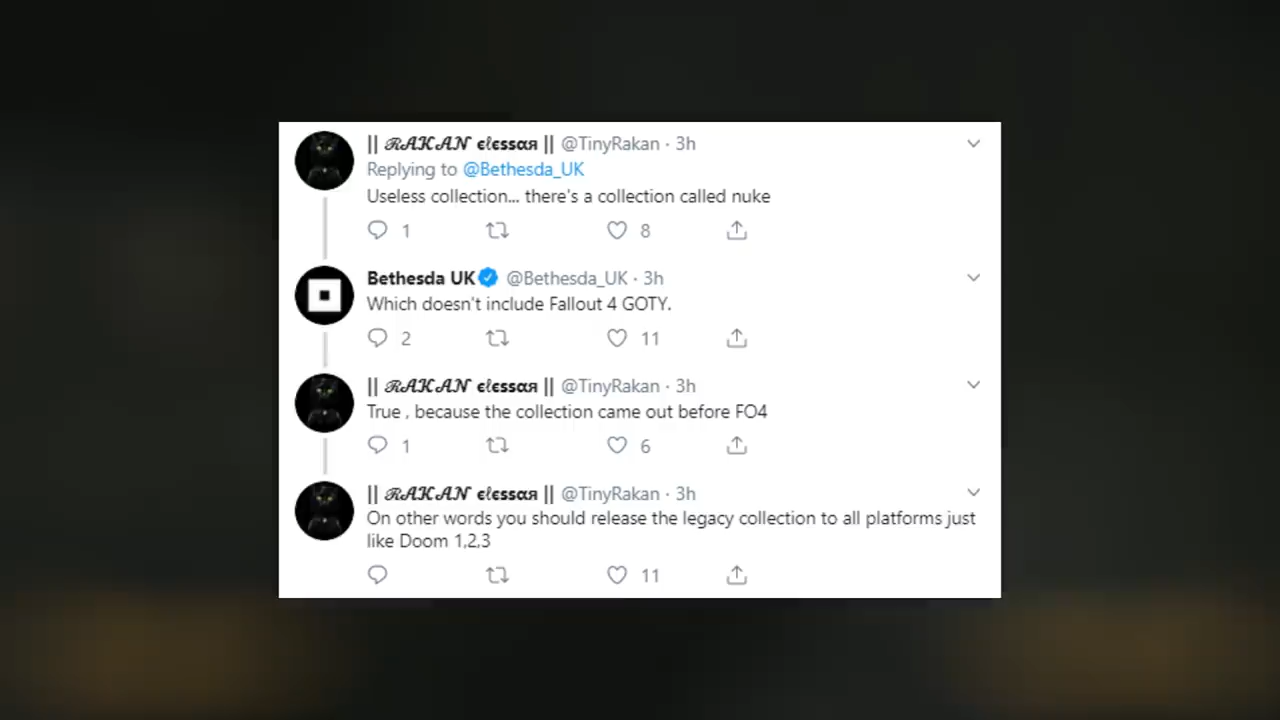 || 𝓡𝓐𝓚𝓐𝓝 єℓєѕѕαя || @TinyRakan · 3h
Replying to @Bethesda_UK
Useless collection... there's a collection called nuke
1 8
Bethesda UK @Bethesda_UK · 3h
Which doesn't include Fallout 4 GOTY.
2 11
|| 𝓡𝓐𝓚𝓐𝓝 єℓєѕѕαя || @TinyRakan · 3h
True , because the collection came out before FO4
1 6
|| 𝓡𝓐𝓚𝓐𝓝 єℓєѕѕαя || @TinyRakan · 3h
On other words you should release the legacy collection to all platforms just
like Doom 1,2,3
11